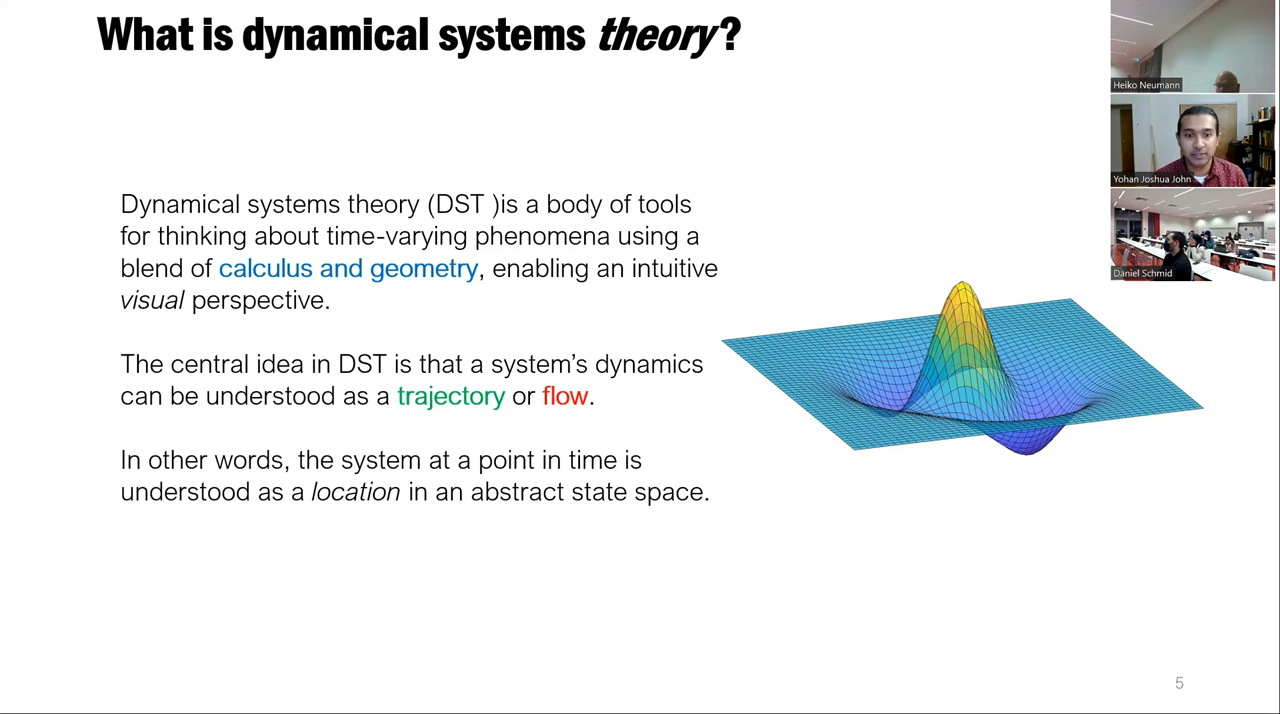 What is dynamical systems theory?
Heiko Neumann
Yohan Joshua John
Daniel Schmid
Dynamical systems theory (DST )is a body of tools
for thinking about time-varying phenomena using a
blend of calculus and geometry, enabling an intuitive
visual perspective.
The central idea in DST is that a system’s dynamics
can be understood as a trajectory or flow.
In other words, the system at a point in time is
understood as a location in an abstract state space.
5